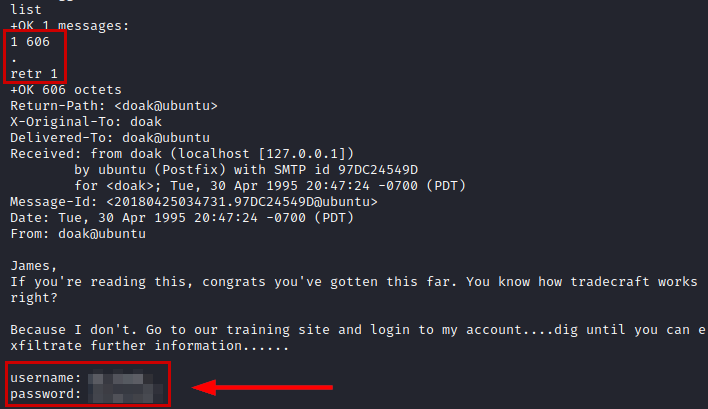 list
+OK 1 messages:
1 606
.
retr 1
+OK 606 octets
Return-Path: <doak@ubuntu>
X-Original-To: doak
Delivered-To: doak@ubuntu
Received: from doak (localhost [127.0.0.1])
by ubuntu (Postfix) with SMTP id 97DC24549D
for <doak>; Tue, 30 Apr 1995 20:47:24 -0700 (PDT)
Message-Id: <20180425034731.97DC24549D@ubuntu>
Date: Tue, 30 Apr 1995 20:47:24 -0700 (PDT)
From: doak@ubuntu
James,
If you're reading this, congrats you've gotten this far. You know how tradecraft works
right?
Because I don't. Go to our training site and login to my account....dig until you can e
xfiltrate further information......
username:
password: